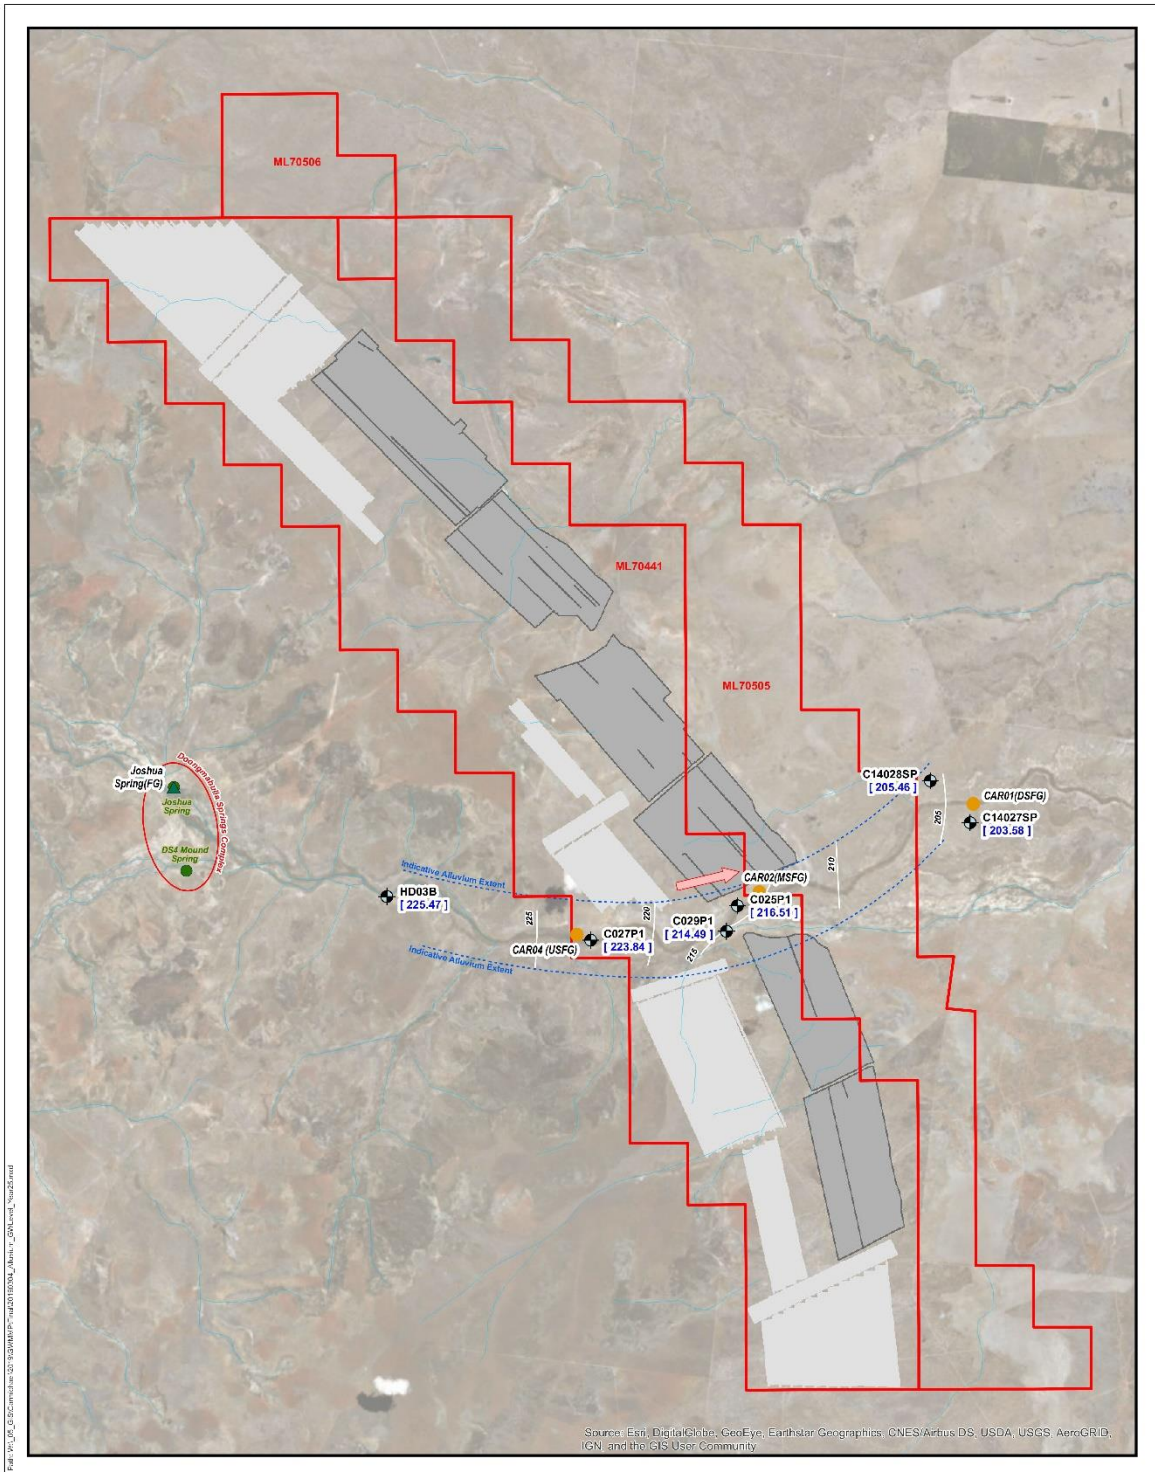 ML70506
ML70441
ML70505
Joshua
Spring(FG)
Doongmabulla Springs Complex
Joshua
Spring
DS4 Mound
Spring
C14028SP
[ 205.46 ]
CAR01(DSFG)
C14027SP
[ 203.58 ]
205
210
Indicative Alluvium Extent
CAR02(MSFG)
HD03B
[ 225.47 ]
C025P1
[ 216.51 ]
225
220
C029P1
[ 214.49 ]
C027P1
[ 223.84 ]
CAR04 (USFG)
215
Indicative Alluvium Extent
Source: Esri, DigitalGlobe, GeoEye, Earthstar Geographics, CNES/Airbus DS, USDA, USGS, AeroGRID,
IGN, and the GIS User Community